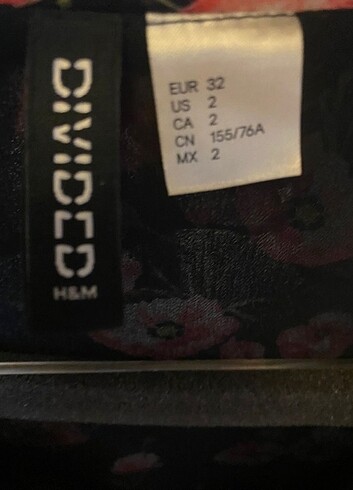 DIVIDED
H&M
EUR 32
US 2
CA 2
CN 155/76A
MX 2